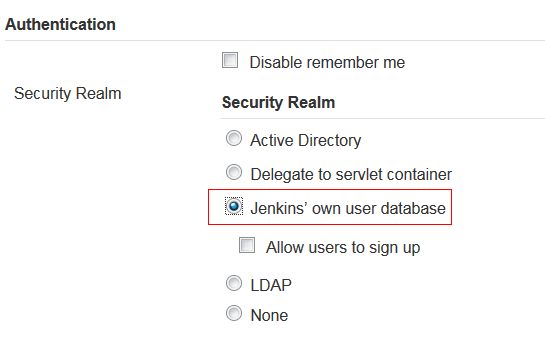 Authentication
Disable remember me
Security Realm
Security Realm
Active Directory
Delegate to servlet container
Jenkins’ own user database
Allow users to sign up
LDAP
None